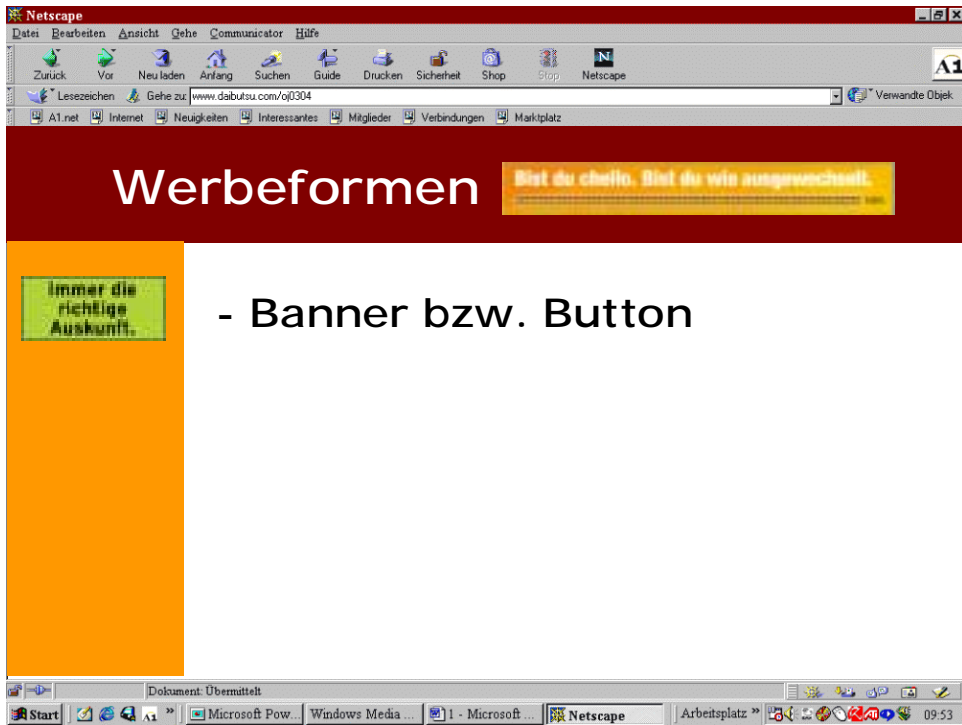 Netscape
Datei Bearbeiten Ansicht Gehe Communicator Hilfe
Zurück Vor Neu laden Anfang Suchen Guide Drucken Sicherheit Shop Stop Netscape
A1
Lesezeichen Gehe zu: www.daibutsu.com/oj0304 Verwandte Objek
A1.net Internet Neuigkeiten Interessantes Mitglieder Verbindungen Marktplatz
Werbeformen
Bist du chello. Bist du wie ausgewechselt.
Immer die
richtige
Auskunft.
- Banner bzw. Button
Dokument: Übermittelt
Start A1 » Microsoft Pow... Windows Media ... 1 - Microsoft ... Netscape Arbeitsplatz » 09:53